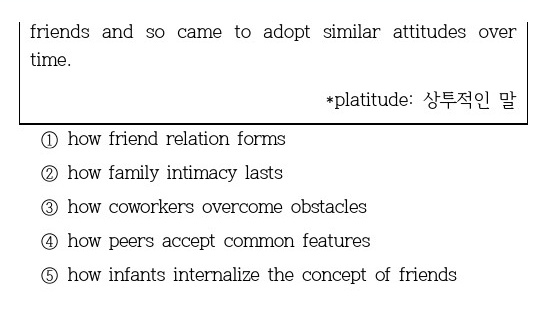 friends and so came to adopt similar attitudes over
time.
*platitude: 상투적인 말
① how friend relation forms
② how family intimacy lasts
③ how coworkers overcome obstacles
④ how peers accept common features
⑤ how infants internalize the concept of friends